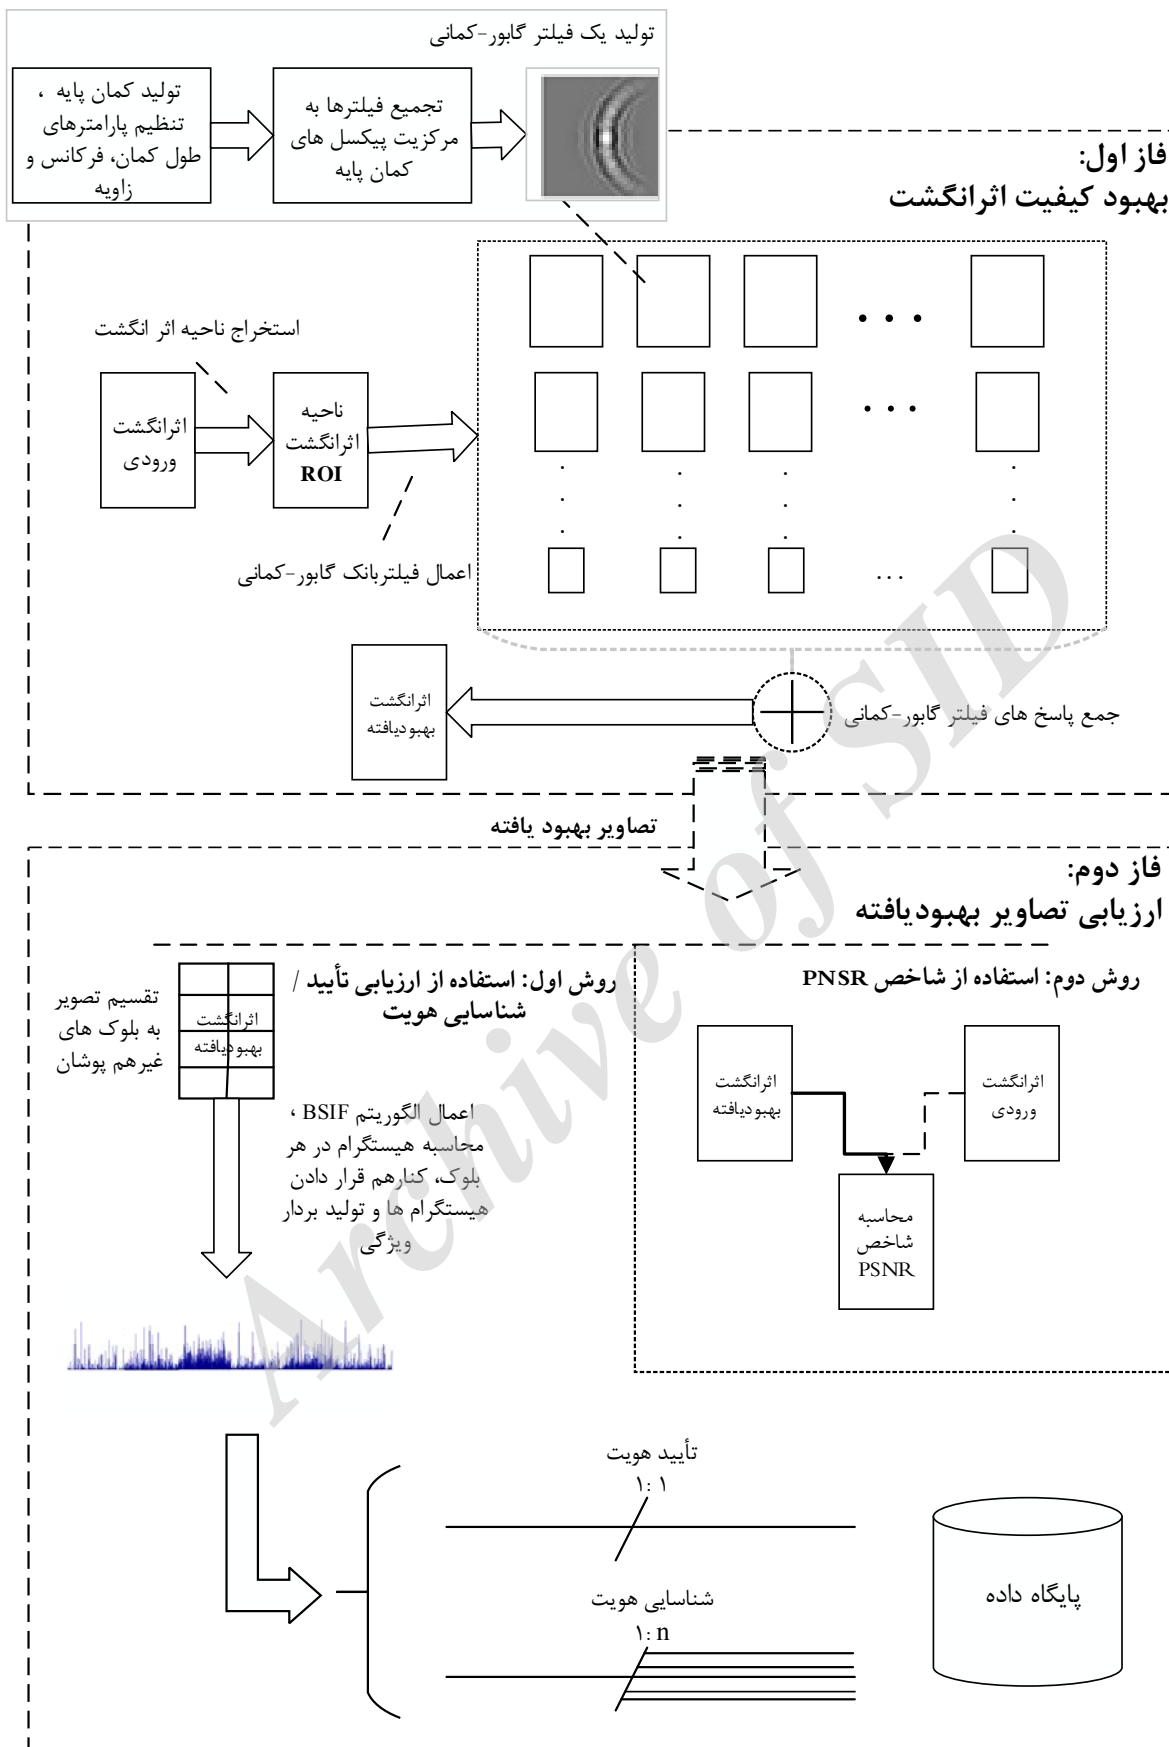 تولید یک فیلتر گابور-کمانی
تولید کمان پایه ،
تنظیم پارامترهای
طول کمان، فرکانس و
زاویه
تجمیع فیلترها به
مرکزیت پیکسل های
کمان پایه
فاز اول:
بهبود کیفیت اثرانگشت
استخراج ناحیه اثر انگشت
اثرانگشت
ورودی
ناحیه
اثرانگشت
ROI
اعمال فیلتربانک گابور-کمانی
جمع پاسخ های فیلتر گابور-کمانی
اثرانگشت
بهبودیافته
تصاویر بهبود یافته
فاز دوم:
ارزیابی تصاویر بهبودیافته
روش دوم: استفاده از شاخص PNSR
اثرانگشت
ورودی
اثرانگشت
بهبودیافته
محاسبه
شاخص
PSNR
روش اول: استفاده از ارزیابی تأیید /
شناسایی هویت
اثرانگشت
بهبودیافته
تقسیم تصویر
به بلوک های
غیرهم پوشان
اعمال الگوریتم BSIF ،
محاسبه هیستگرام در هر
بلوک، کنارهم قرار دادن
هیستگرام ها و تولید بردار
ویژگی
تأیید هویت
۱: ۱
شناسایی هویت
۱: n
پایگاه داده
Archive of SID